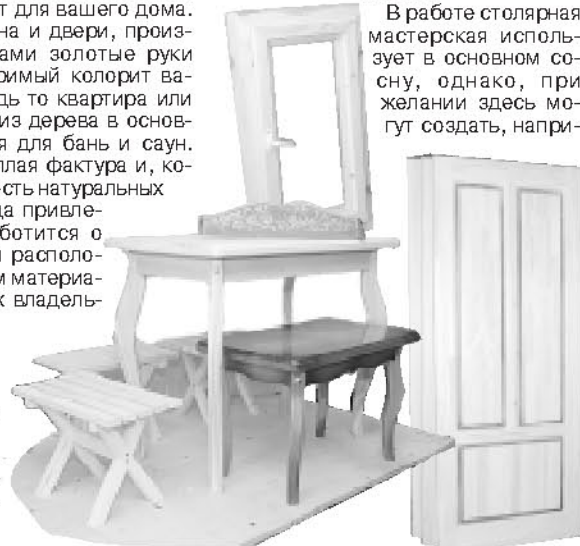 т для вашего дома.
на и двери, произ-
ами золотые руки
римый колорит ва-
дь то квартира или
из дерева в основ-
я для бань и саун.
плая фактура и, ко-
есть натуральных
да привле-
ботится о
и располо-
м материа-
х владель-
В работе столярная
мастерская исполь-
зует в основном со-
сну, однако, при
желании здесь мо-
гут создать, напри-